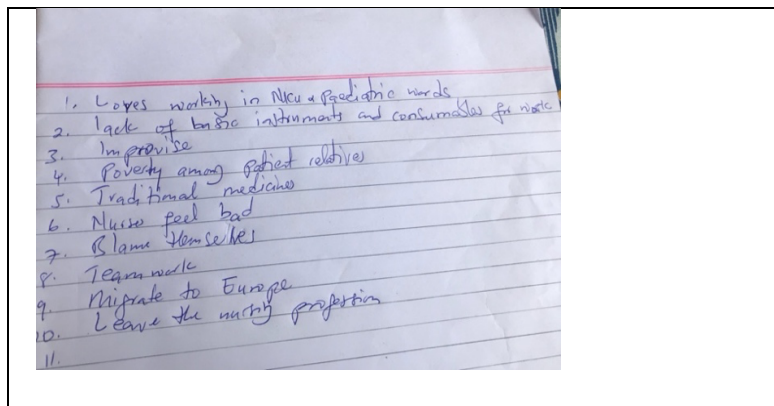 1. Loves working in NICU & Paediatric wards
2. lack of basic instruments and consumables for work
3. Improvise
4. Poverty among patient relatives
5. Traditional medicines
6. Nurses feel bad
7. Blame themselves
8. Teamwork
9. Migrate to Europe
10. Leave the nursing profession
11.